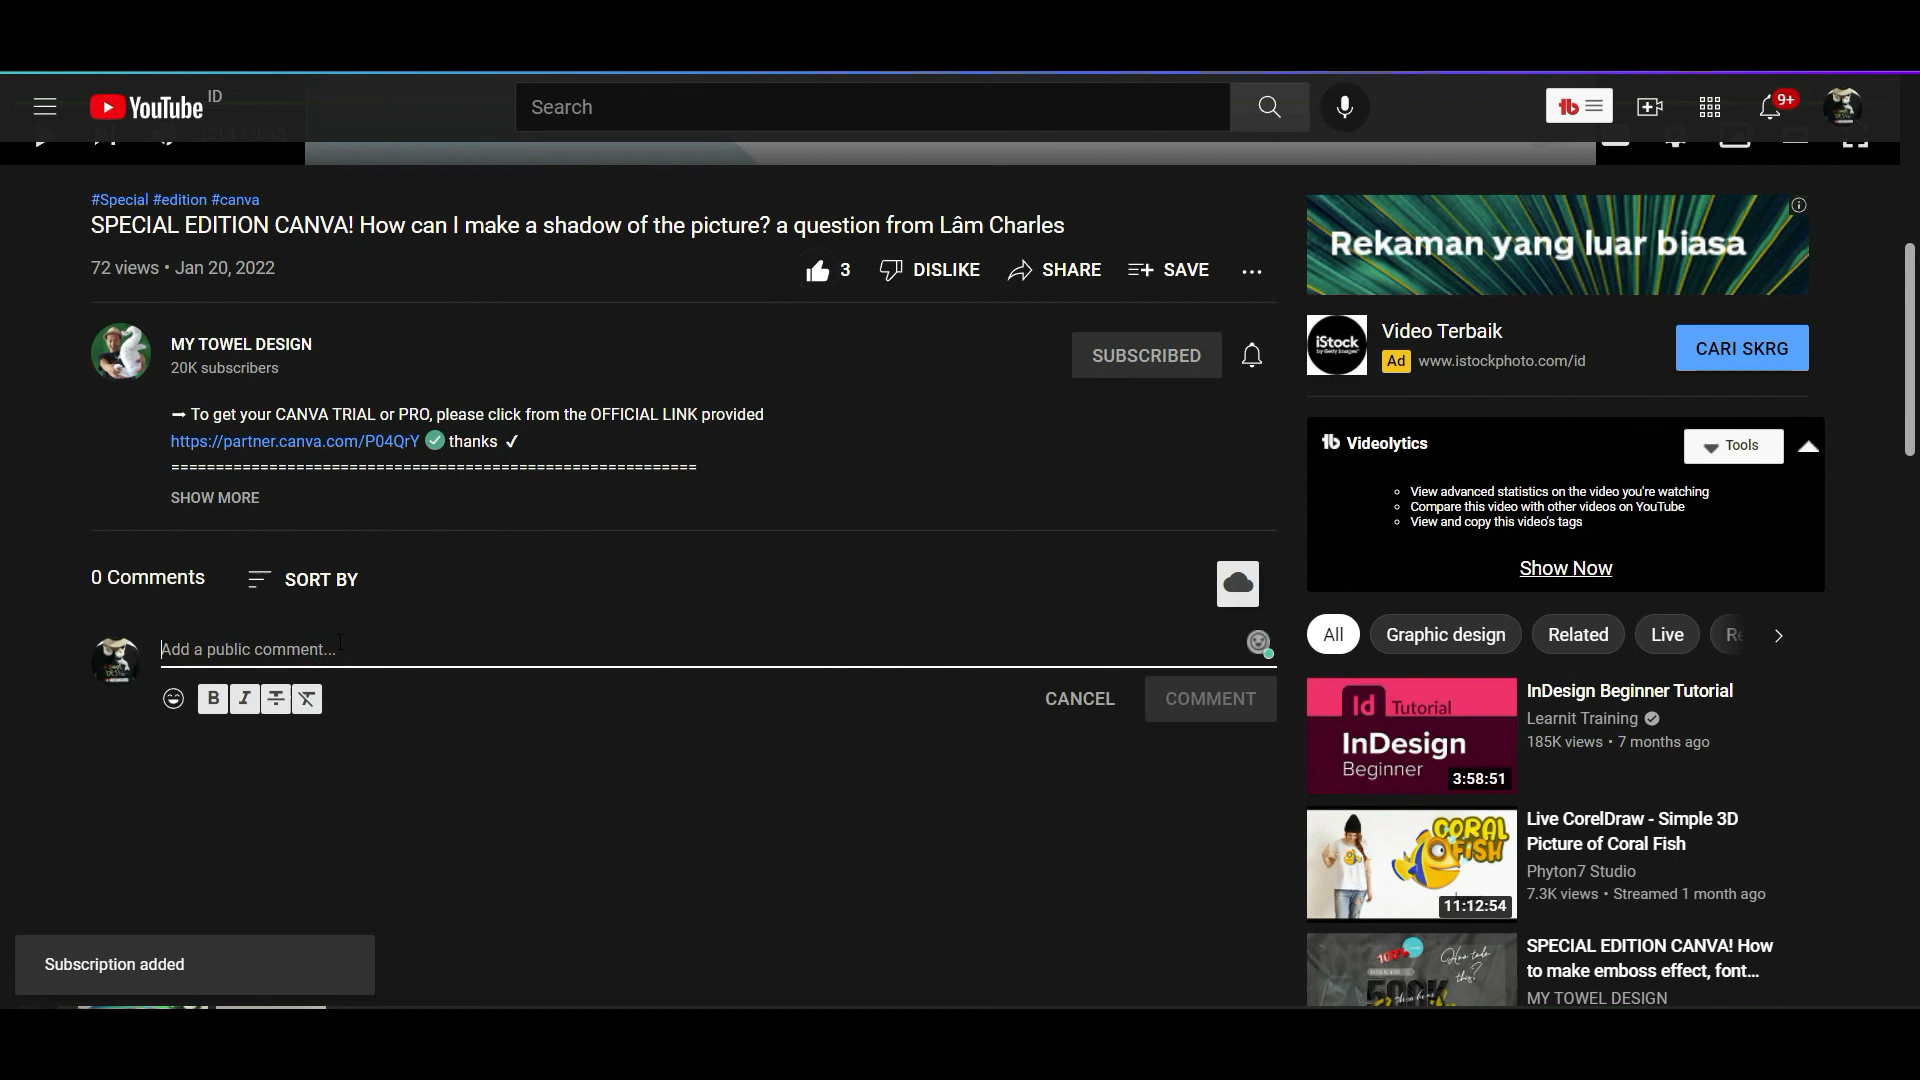 YouTube ID
Search
9+
#Special #edition #canva
SPECIAL EDITION CANVA! How can I make a shadow of the picture? a question from Lâm Charles
72 views • Jan 20, 2022
3 DISLIKE SHARE SAVE
MY TOWEL DESIGN
20K subscribers
SUBSCRIBED
➞ To get your CANVA TRIAL or PRO, please click from the OFFICIAL LINK provided
https://partner.canva.com/P04QrY ✅ thanks ✔
===========================================================
SHOW MORE
0 Comments SORT BY
Add a public comment...
B I
CANCEL COMMENT
Subscription added
Rekaman yang luar biasa
iStock
by Getty Images
Video Terbaik
Ad www.istockphoto.com/id
CARI SKRG
Videolytics
Tools
View advanced statistics on the video you're watching
Compare this video with other videos on YouTube
View and copy this video's tags
Show Now
All Graphic design Related Live Re
Id Tutorial
InDesign
Beginner
3:58:51
InDesign Beginner Tutorial
Learnit Training
185K views • 7 months ago
CORAL
FISH
11:12:54
Live CorelDraw - Simple 3D
Picture of Coral Fish
Phyton7 Studio
7.3K views • Streamed 1 month ago
How to do
this?
500K
SPECIAL EDITION CANVA! How
to make emboss effect, font...
MY TOWEL DESIGN